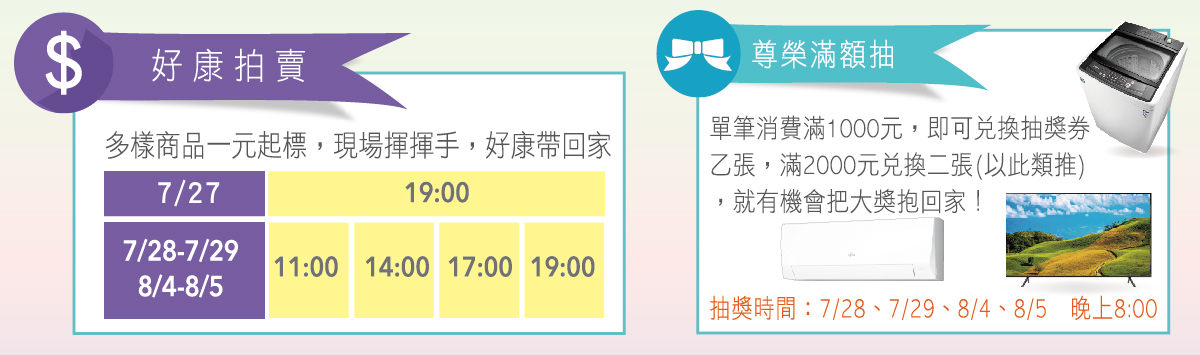 $
好康拍賣
多樣商品一元起標，現場揮揮手，好康帶回家
7/27 19:00
7/28-7/29
8/4-8/5
11:00 14:00 17:00 19:00
尊榮滿額抽
單筆消費滿1000元，即可兌換抽獎券
乙張，滿2000元兌換二張(以此類推)
，就有機會把大獎抱回家！
抽獎時間：7/28、7/29、8/4、8/5 晚上8:00